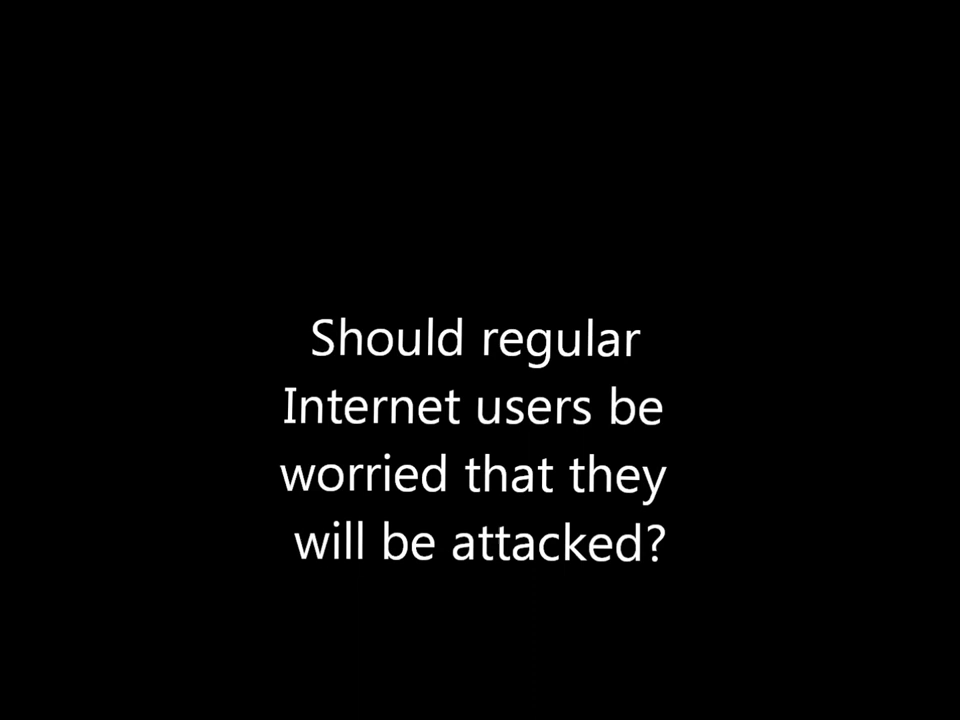 Should regular
Internet users be
worried that they
will be attacked?